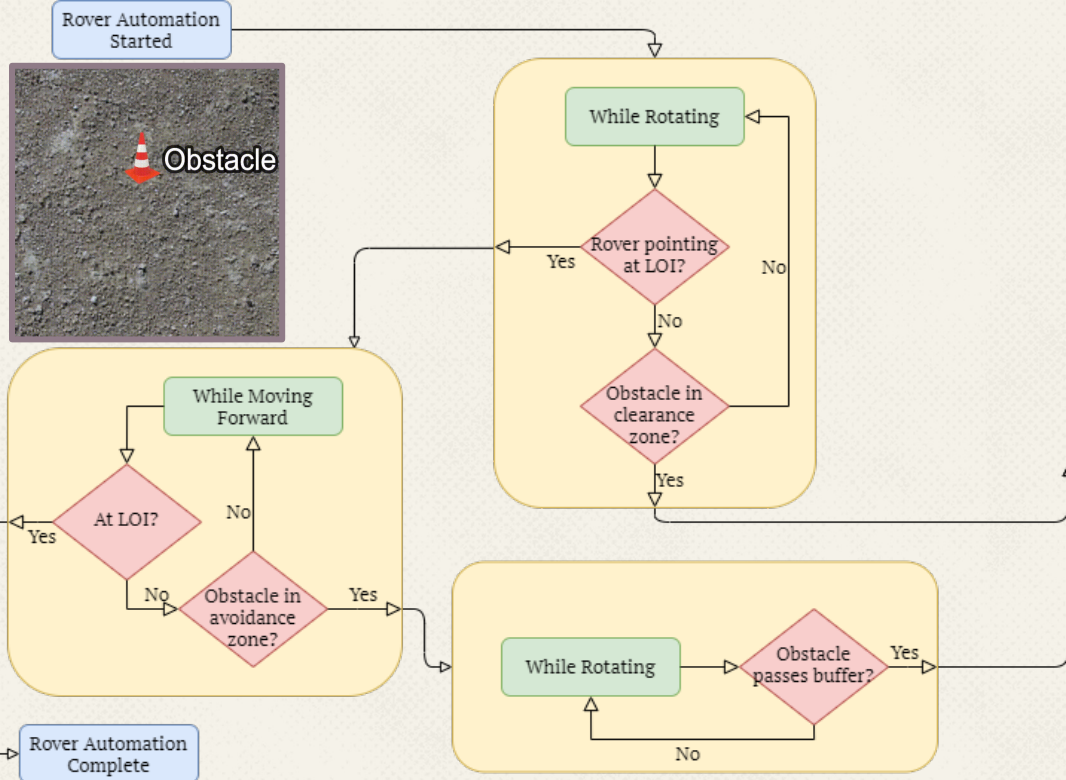 Rover Automation
Started
Obstacle
While Rotating
Rover pointing
at LOI?
Yes
No
No
Obstacle in
clearance
zone?
Yes
While Moving
Forward
At LOI?
Yes
No
No
Obstacle in
avoidance
zone?
Yes
While Rotating
Obstacle
passes buffer?
Yes
No
Rover Automation
Complete